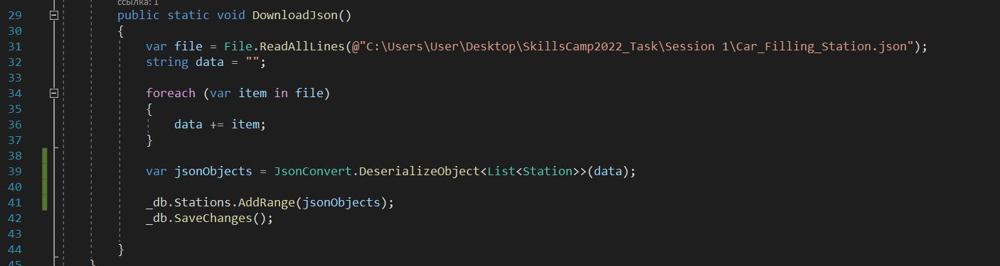 ссылка: 1
29 public static void DownloadJson()
30 {
31 var file = File.ReadAllLines(@"C:\Users\User\Desktop\SkillsCamp2022_Task\Session 1\Car_Filling_Station.json");
32 string data = "";
33
34 foreach (var item in file)
35 {
36 data += item;
37 }
38
39 var jsonObjects = JsonConvert.DeserializeObject<List<Station>>(data);
40
41 _db.Stations.AddRange(jsonObjects);
42 _db.SaveChanges();
43
44 }
45 }